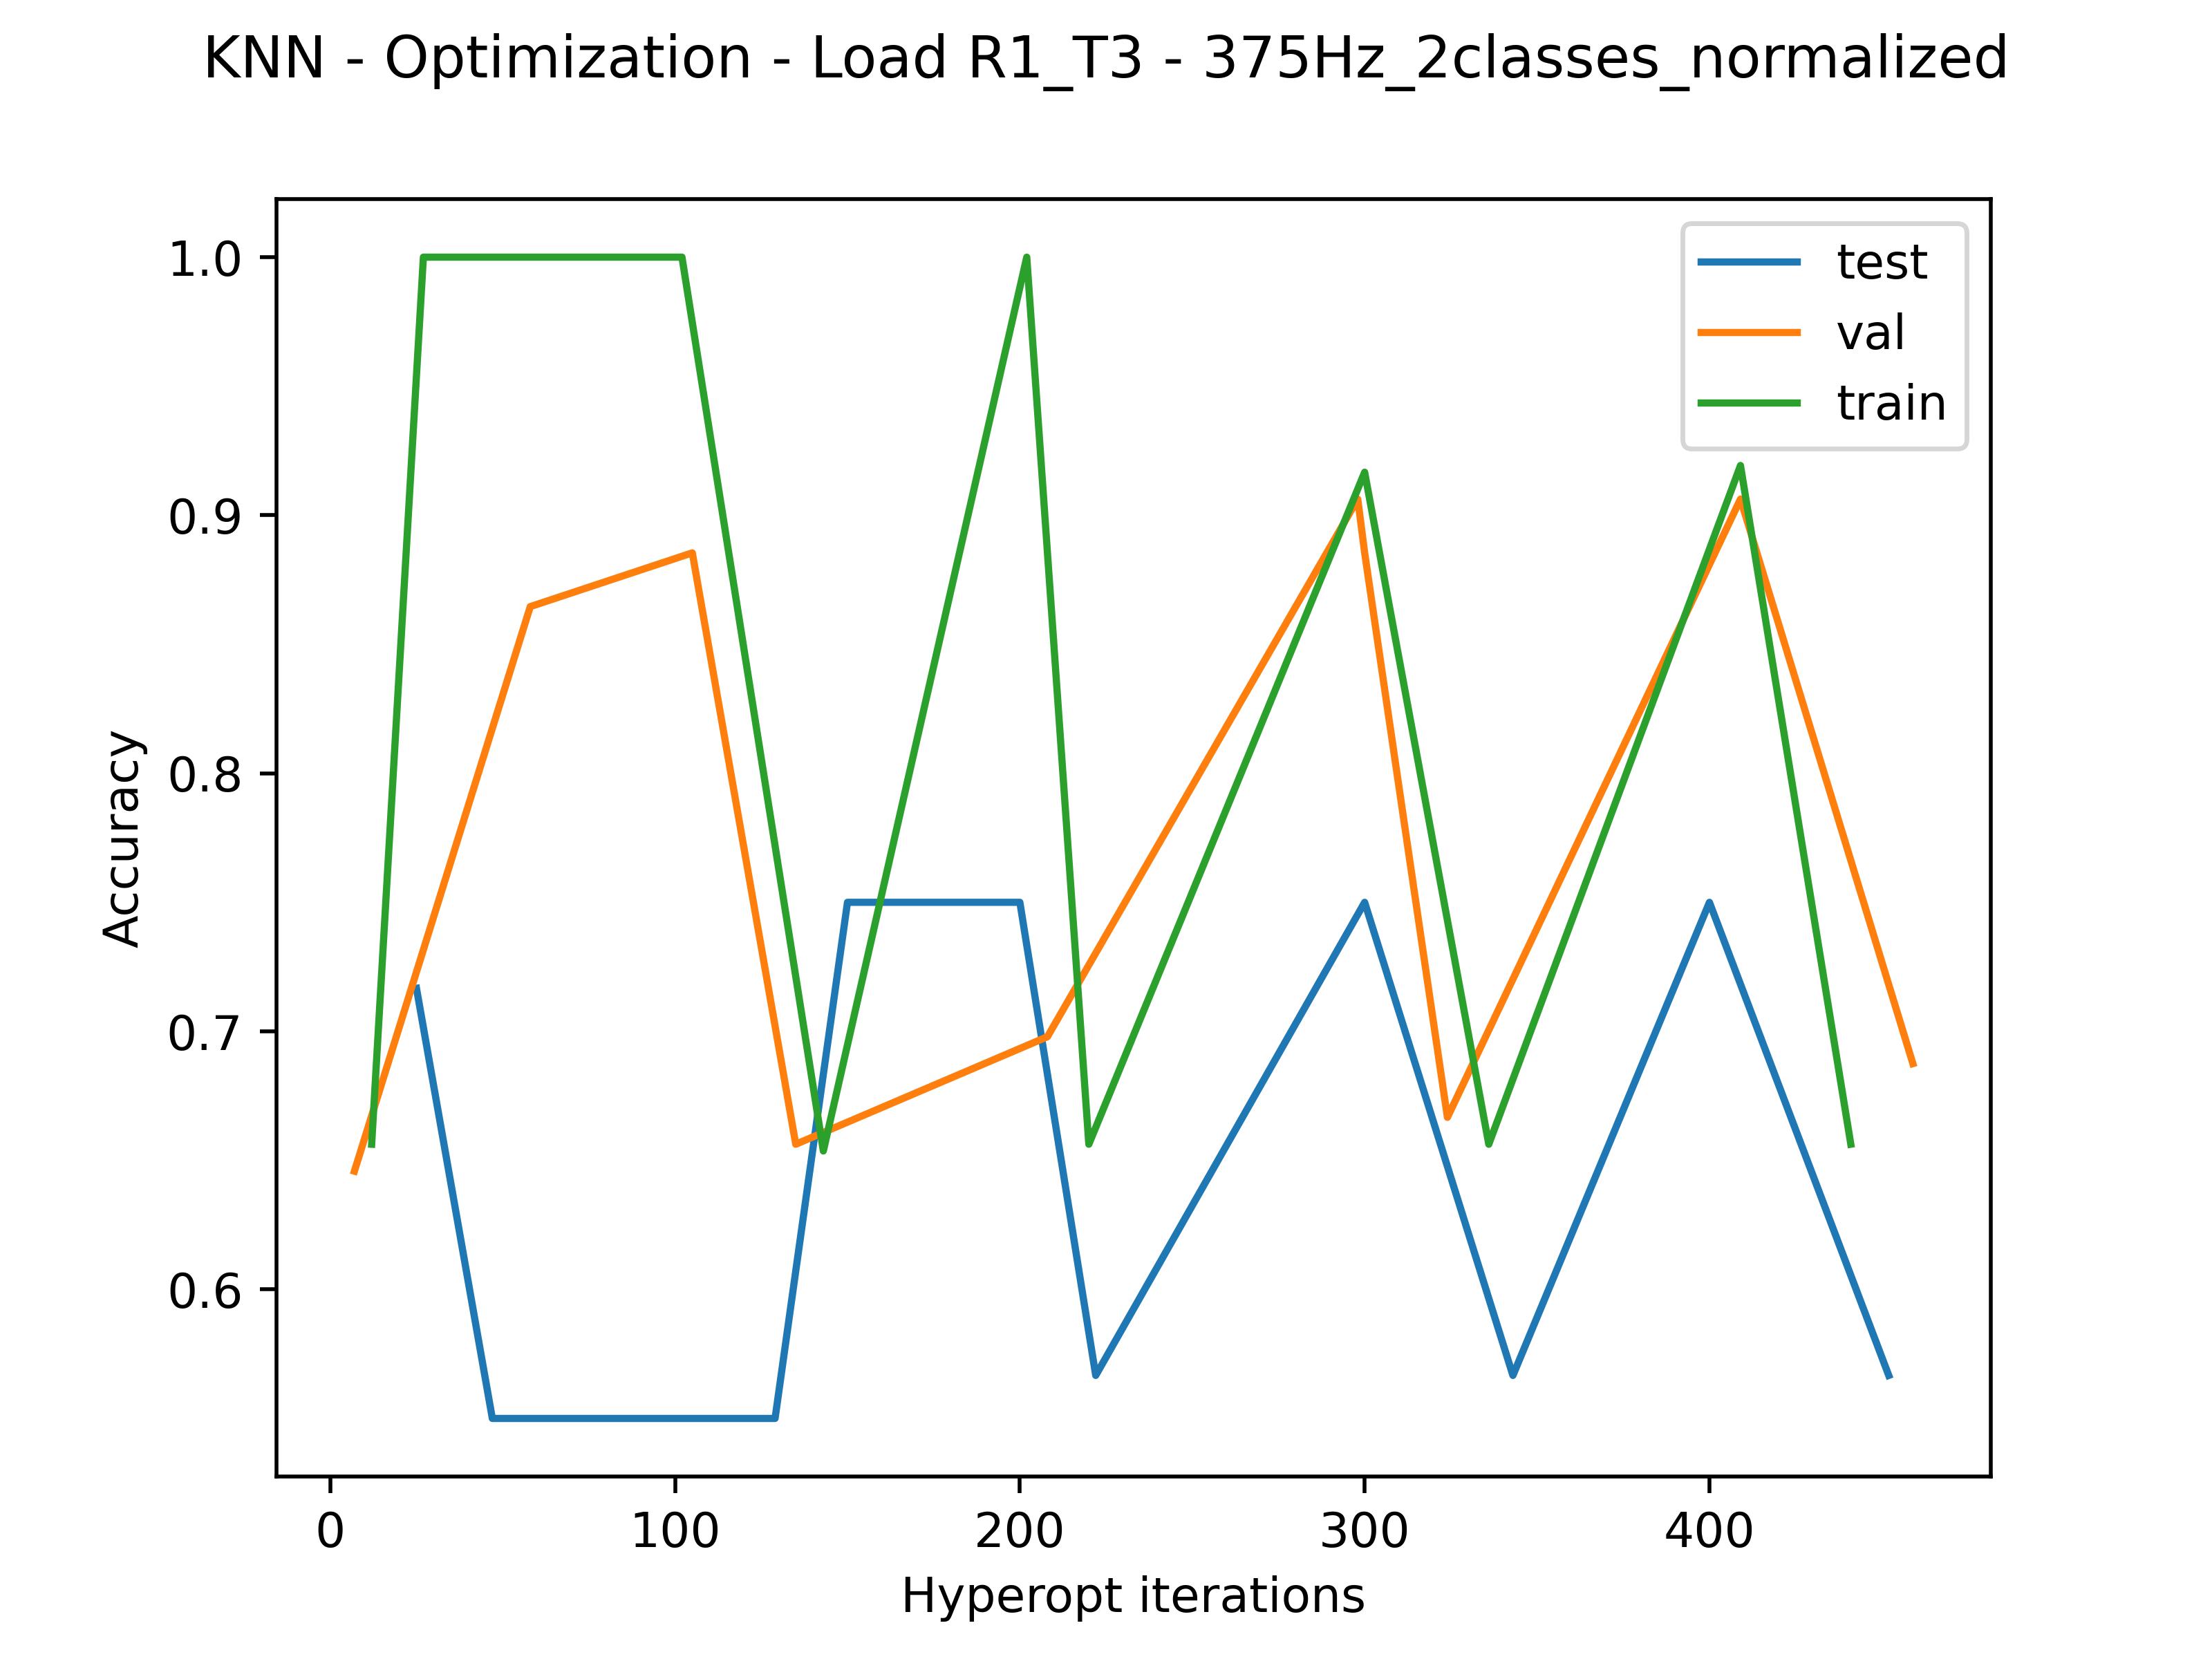 KNN - Optimization - Load R1_T3 - 375Hz_2classes_normalized
test
val
train
1.0
0.9
0.8
0.7
0.6
Accuracy
0 100 200 300 400
Hyperopt iterations